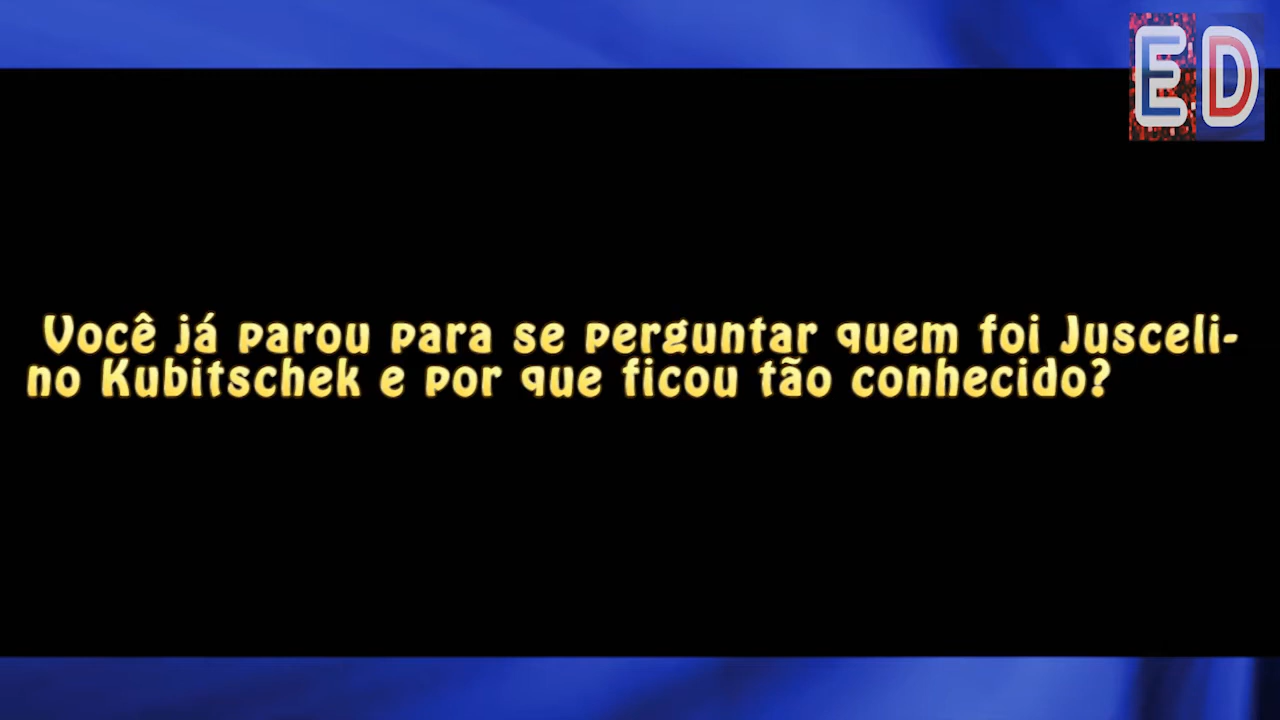 ED
Você já parou para se perguntar quem foi Jusceli-
no Kubitschek e por que ficou tão conhecido?